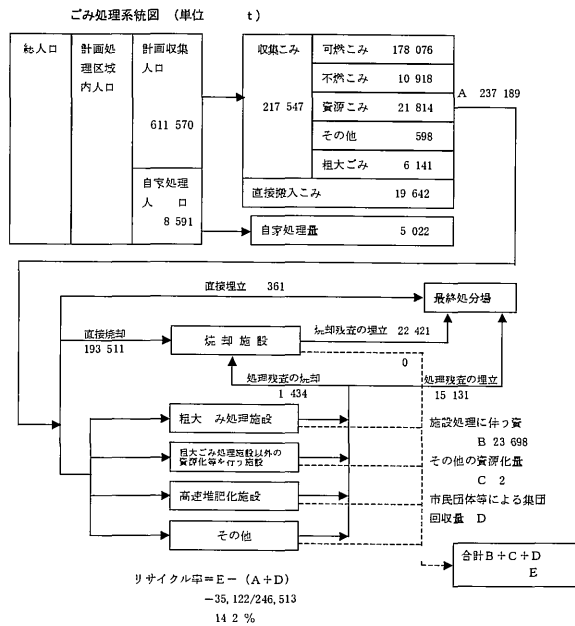 ごみ処理系統図 (単位 t)
総人口
計画処
理区域
内人口
計画収集
人口
611 570
自家処理
人 口
8 591
収集こみ
217 547
可燃こみ 178 076
不燃こみ 10 918
資源こみ 21 814
その他 598
粗大ごみ 6 141
直接搬入こみ 19 642
自家処理量 5 022
A 237 189
直接埋立 361
最終処分場
直接焼却
193 511
焼却施設
焼却残査の埋立 22 421
0
処理残査の焼却
1 434
処理残査の埋立
15 131
粗大 み処理施設
粗大ごみ処理施設以外の
資源化等を行う施設
高速堆肥化施設
その他
施設処理に伴う資
B 23 698
その他の資源化量
C 2
市民団体等による集団
回収量 D
合計B+C+D
E
リサイクル率=E−(A+D)
−35,122/246,513
14 2 %